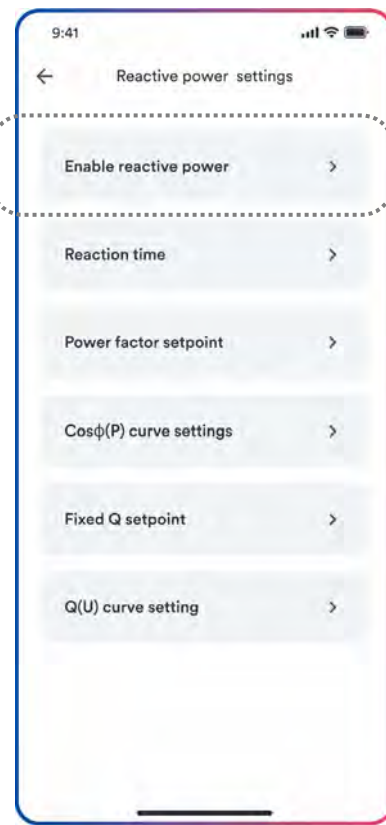 9:41
Reactive power settings
Enable reactive power
Reaction time
Power factor setpoint
Cosϕ(P) curve settings
Fixed Q setpoint
Q(U) curve setting